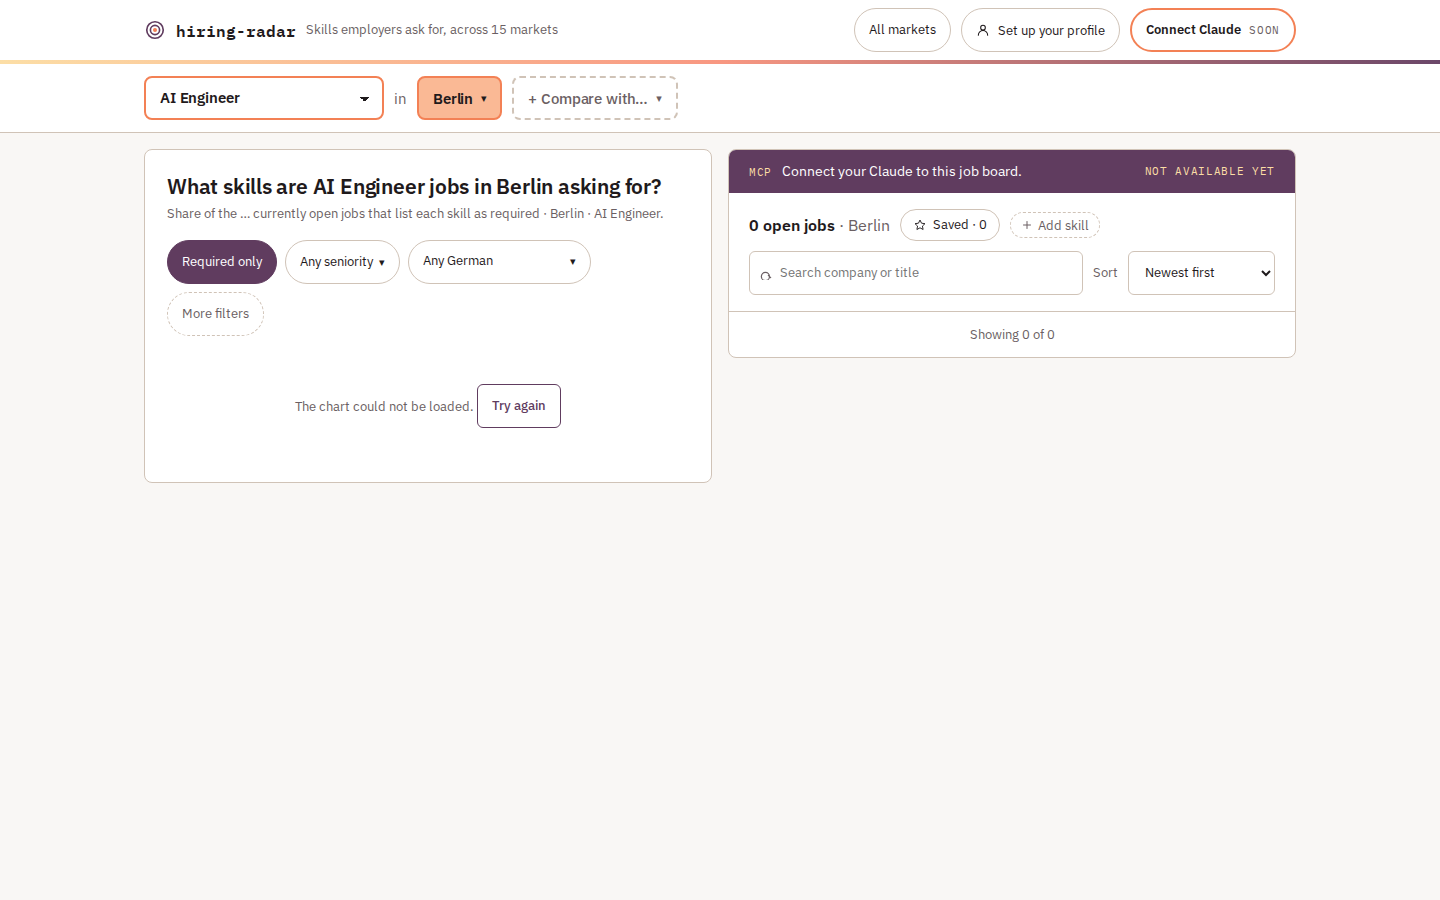 hiring-radar Skills employers ask for, across 15 markets All markets Set up your profile Connect Claude SOON
AI Engineer in Berlin ▾ + Compare with... ▾
What skills are AI Engineer jobs in Berlin asking for?
Share of the … currently open jobs that list each skill as required · Berlin · AI Engineer.
Required only Any seniority ▾ Any German ▾
More filters
The chart could not be loaded. Try again
MCP Connect your Claude to this job board. NOT AVAILABLE YET
0 open jobs · Berlin Saved · 0 + Add skill
Search company or title Sort Newest first
Showing 0 of 0